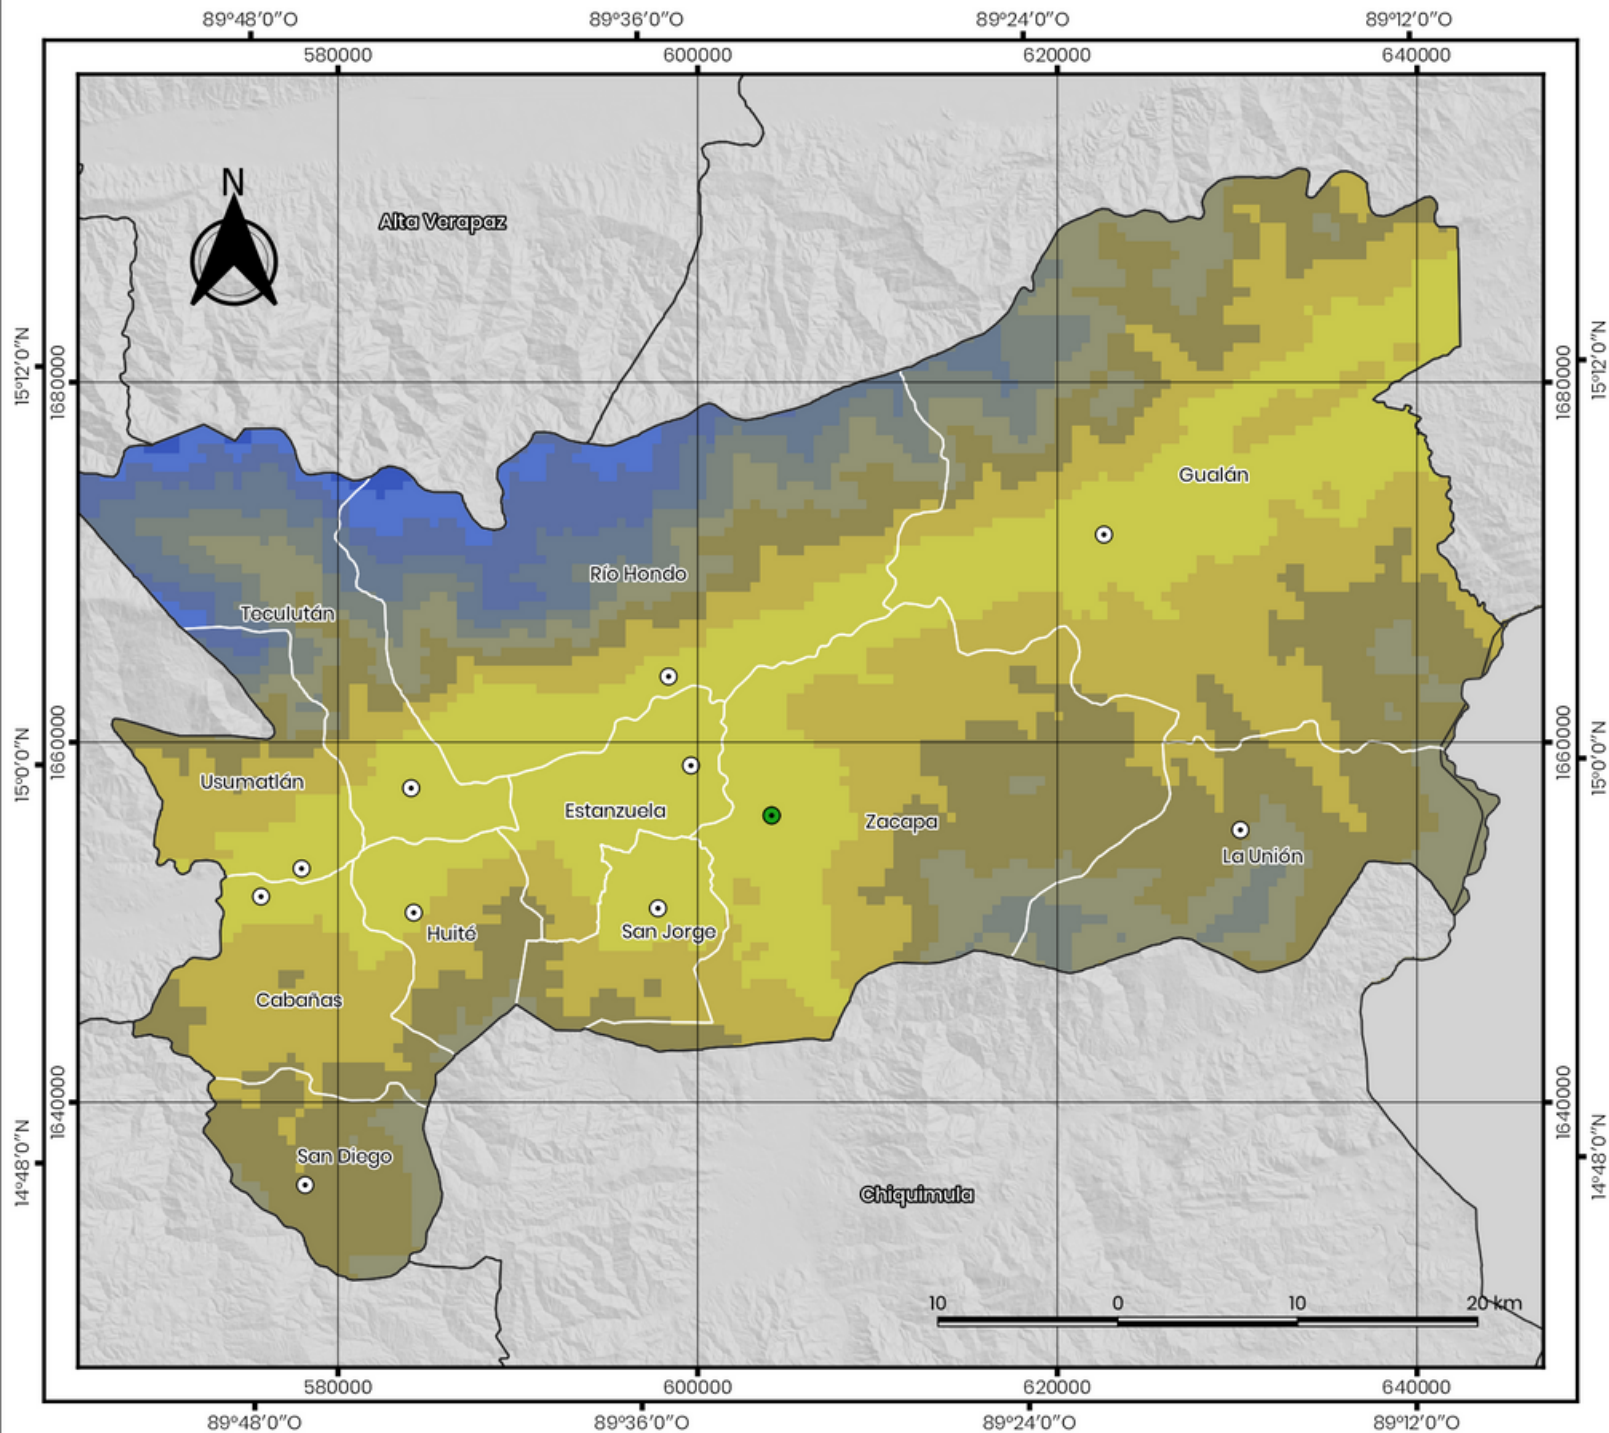 89°48'0''O 89°36'0''O 89°24'0''O 89°12'0''O
580000 600000 620000 640000
N
Alta Verapaz
15°12'0''N
1680000
1680000
15°12'0''N
Gualán
Río Hondo
Teculután
15°0'0''N
1660000
1660000
15°0'0''N
Usumatlán
Estanzuela
Zacapa
La Unión
Huité
San Jorge
Cabañas
1640000
1640000
14°48'0''N
14°48'0''N
San Diego
Chiquimula
10 0 10 20 km
580000 600000 620000 640000
89°48'0''O 89°36'0''O 89°24'0''O 89°12'0''O